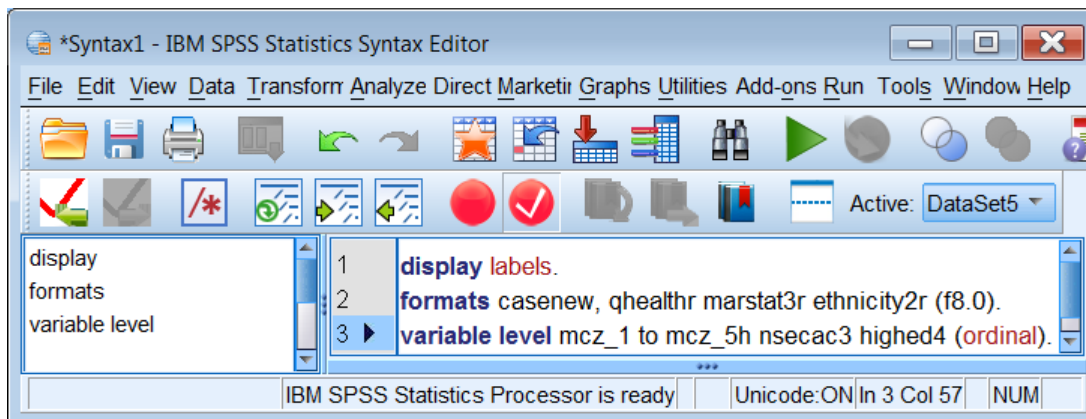 *Syntax1 - IBM SPSS Statistics Syntax Editor
File Edit View Data Transform Analyze Direct Marketin Graphs Utilities Add-ons Run Tools Window Help
/*
Active: DataSet5
display
formats
variable level
1 display labels.
2 formats casenew, qhealthr marstat3r ethnicity2r (f8.0).
3 variable level mcz_1 to mcz_5h nsecac3 highed4 (ordinal).
IBM SPSS Statistics Processor is ready Unicode:ON In 3 Col 57 NUM